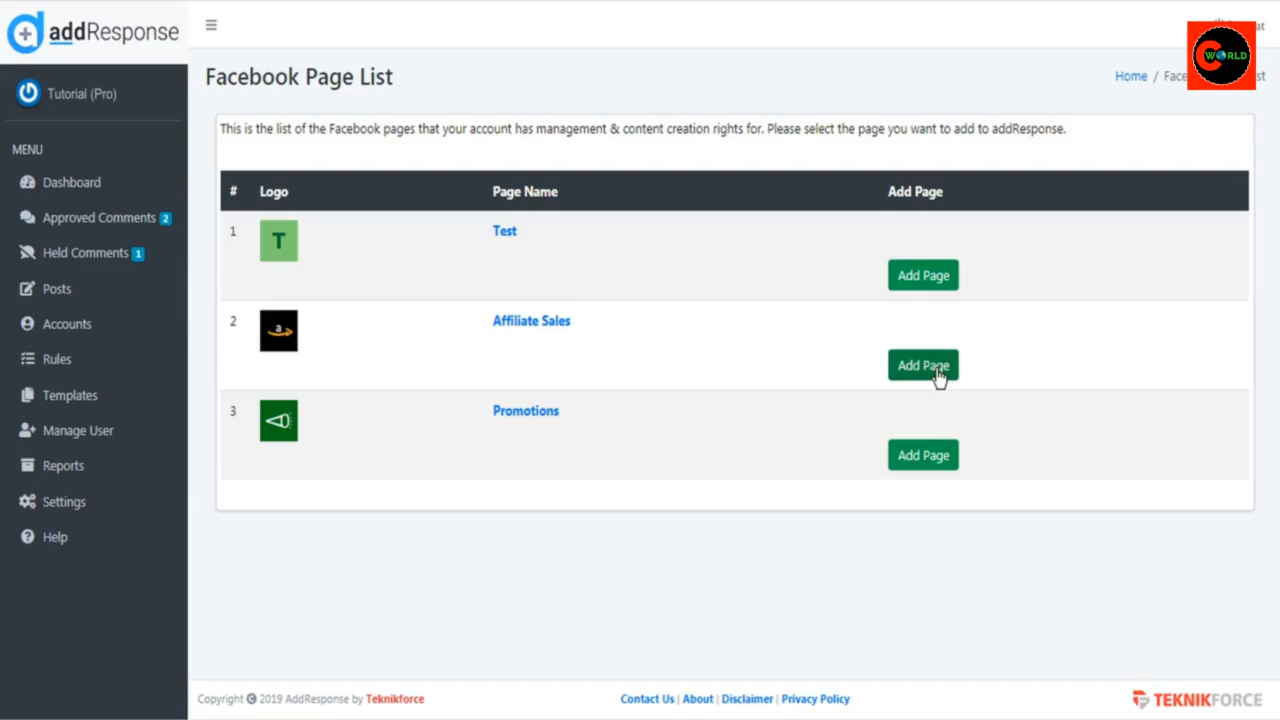 addResponse
Tutorial (Pro)
MENU
Dashboard
Approved Comments 2
Held Comments 1
Posts
Accounts
Rules
Templates
Manage User
Reports
Settings
Help
C WORLD
Facebook Page List
Home /
This is the list of the Facebook pages that your account has management & content creation rights for. Please select the page you want to add to addResponse.
# Logo Page Name Add Page
1 T Test
Add Page
2 a Affiliate Sales
Add Page
3 Promotions
Add Page
Copyright © 2019 AddResponse by Teknikforce
Contact Us | About | Disclaimer | Privacy Policy
TEKNIKFORCE